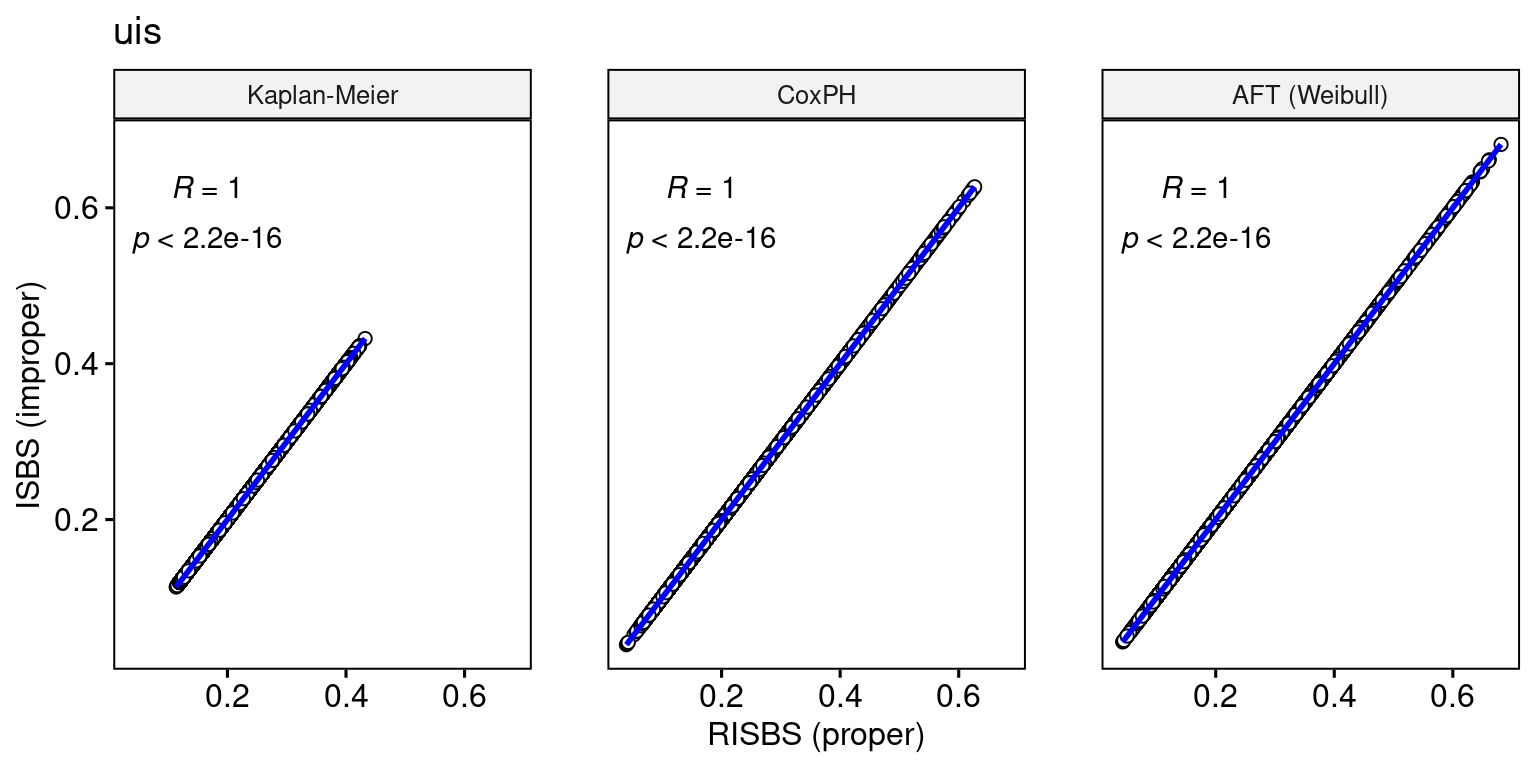 uis
Kaplan-Meier
CoxPH
AFT (Weibull)
R = 1
p < 2.2e-16
R = 1
p < 2.2e-16
R = 1
p < 2.2e-16
ISBS (improper)
0.6
0.4
0.2
0.2 0.4 0.6
0.2 0.4 0.6
0.2 0.4 0.6
RISBS (proper)